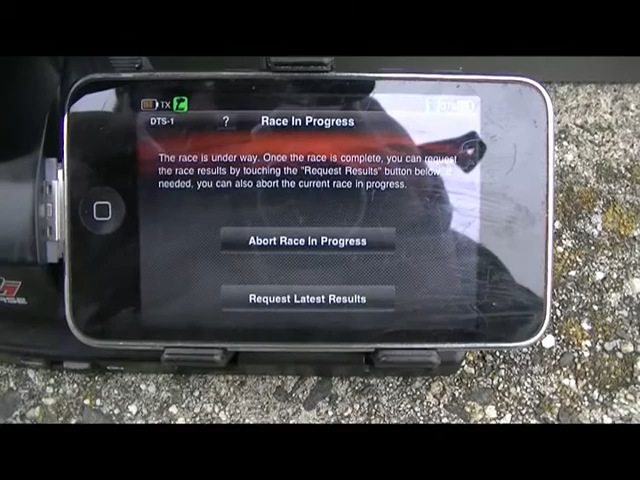 TX
DTS-1
?
Race In Progress
The race is under way. Once the race is complete, you can request
the race results by touching the "Request Results" button below. If
needed, you can also abort the current race in progress.
Abort Race In Progress
Request Latest Results